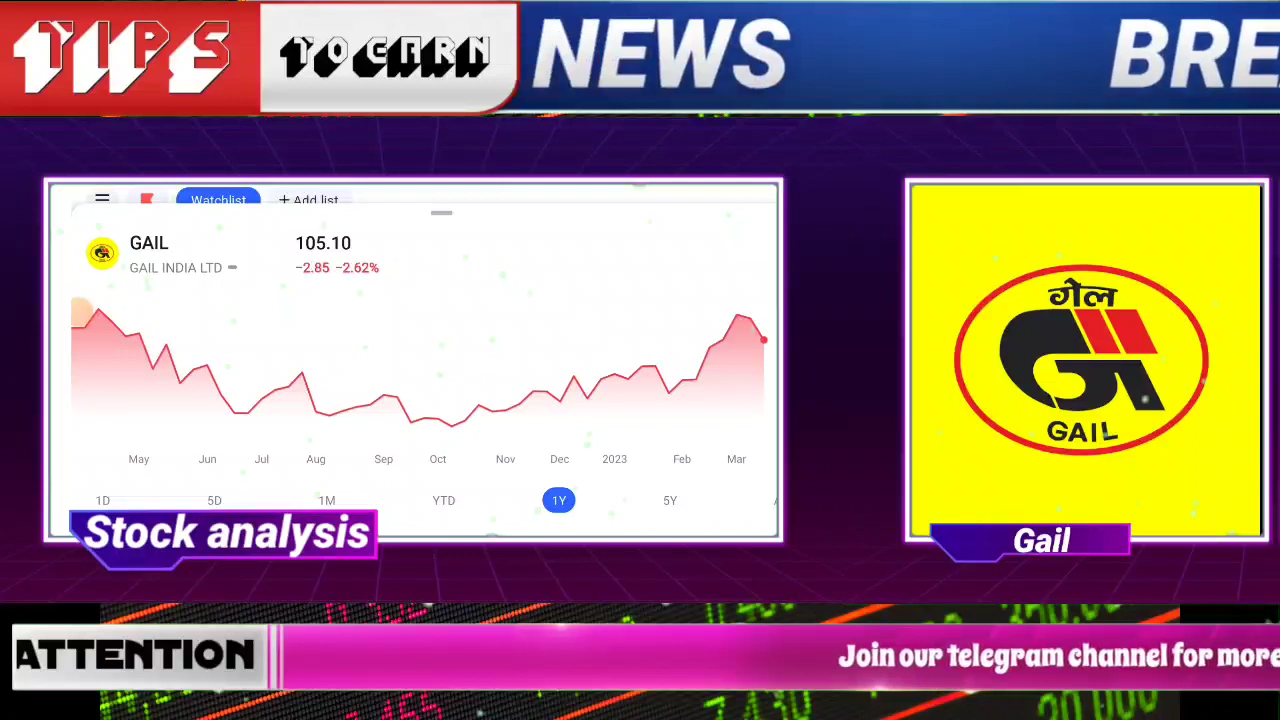 TIPS
TO EARN
NEWS
BRE
Watchlist
+ Add list
GAIL
105.10
GAIL INDIA LTD
−2.85 −2.62%
May Jun Jul Aug Sep Oct Nov Dec 2023 Feb Mar
1D 5D 1M YTD 1Y 5Y
Stock analysis
गेल
GAIL
Gail
ATTENTION
Join our telegram channel for more